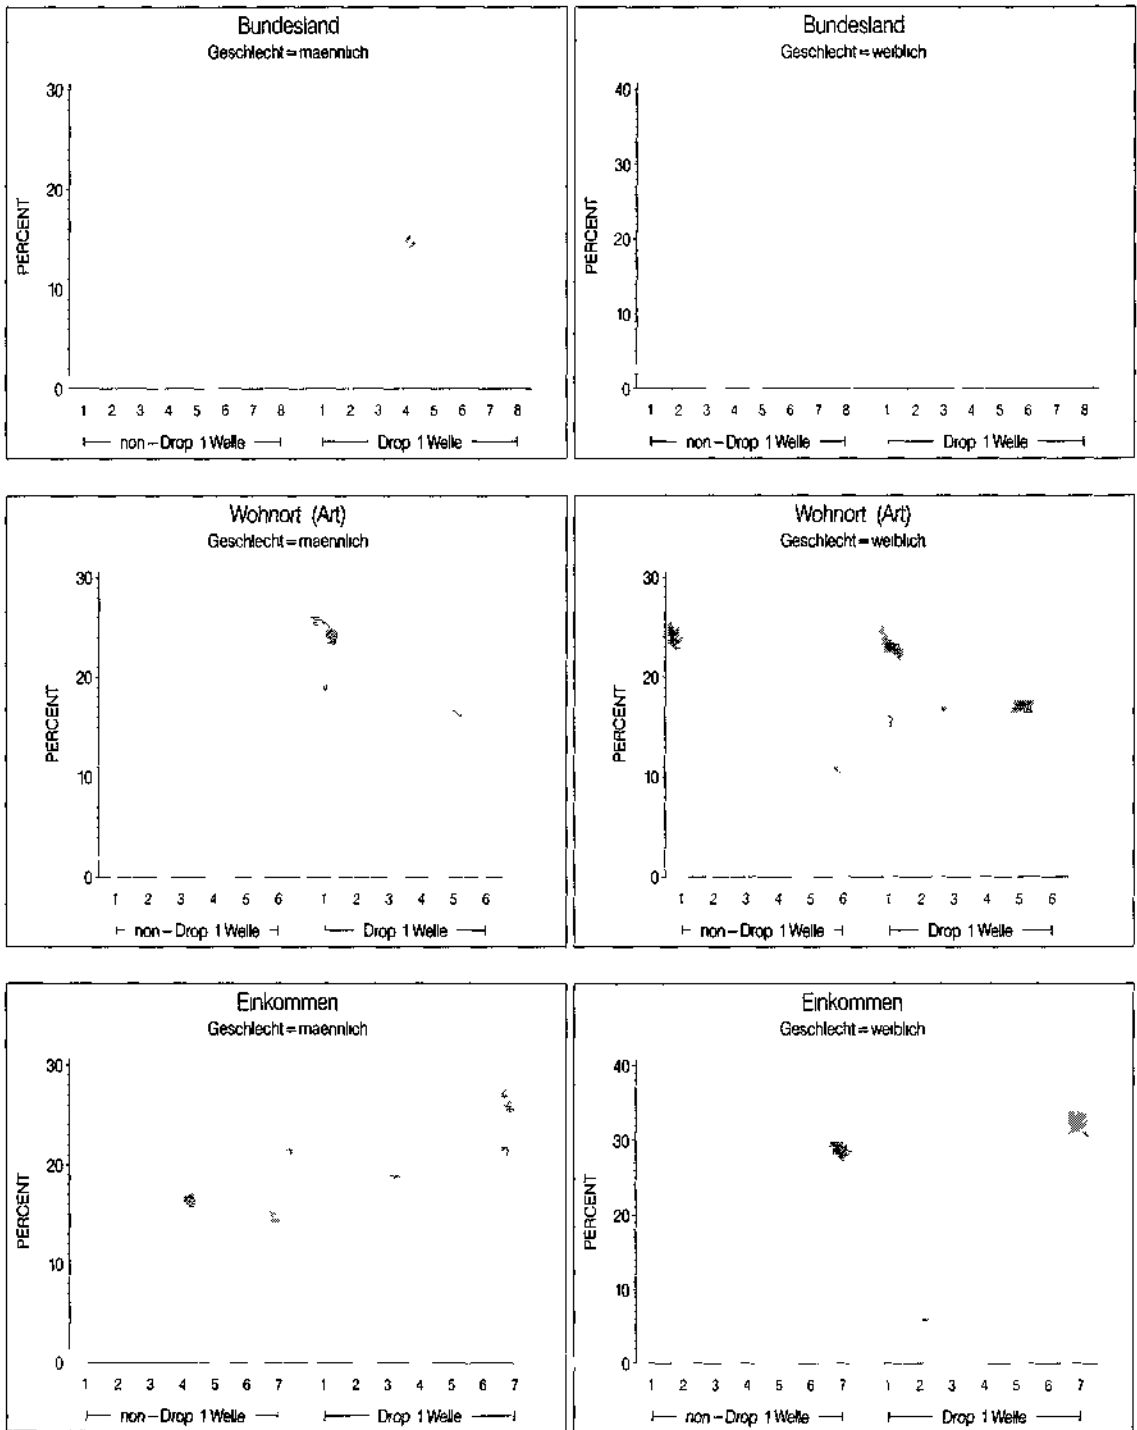 Bundesland
Geschlecht = maennlich
30
20
10
0
PERCENT
1 2 3 4 5 6 7 8 1 2 3 4 5 6 7 8
non-Drop 1 Welle Drop 1 Welle
Bundesland
Geschlecht = weiblich
40
30
20
10
0
PERCENT
1 2 3 4 5 6 7 8 1 2 3 4 5 6 7 8
non-Drop 1 Welle Drop 1 Welle
Wohnort (Art)
Geschlecht = maennlich
30
20
10
0
PERCENT
1 2 3 4 5 6 1 2 3 4 5 6
non-Drop 1 Welle Drop 1 Welle
Wohnort (Art)
Geschlecht = weiblich
30
20
10
0
PERCENT
1 2 3 4 5 6 1 2 3 4 5 6
non-Drop 1 Welle Drop 1 Welle
Einkommen
Geschlecht = maennlich
30
20
10
0
PERCENT
1 2 3 4 5 6 7 1 2 3 4 5 6 7
non-Drop 1 Welle Drop 1 Welle
Einkommen
Geschlecht = weiblich
40
30
20
10
0
PERCENT
1 2 3 4 5 6 7 1 2 3 4 5 6 7
non-Drop 1 Welle Drop 1 Welle